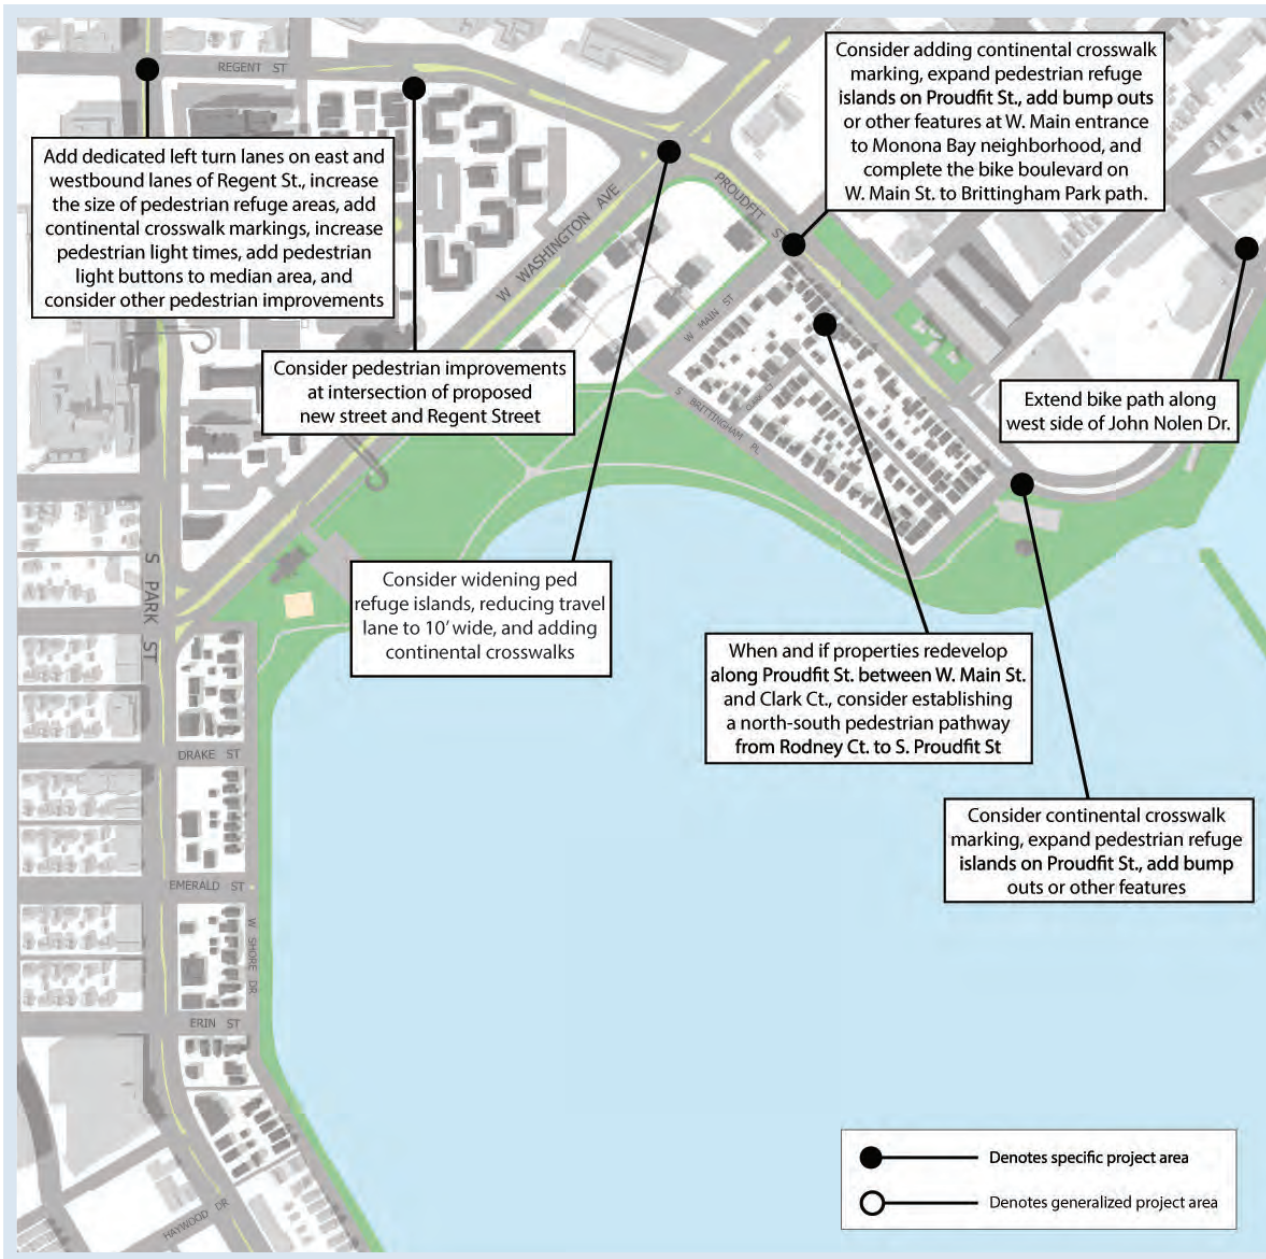 REGENT ST
Consider adding continental crosswalk
marking, expand pedestrian refuge
islands on Proudfit St., add bump outs
or other features at W. Main entrance
to Monona Bay neighborhood, and
complete the bike boulevard on
W. Main St. to Brittingham Park path.
Add dedicated left turn lanes on east and
westbound lanes of Regent St., increase
the size of pedestrian refuge areas, add
continental crosswalk markings, increase
pedestrian light times, add pedestrian
light buttons to median area, and
consider other pedestrian improvements
PROUDFIT ST
W WASHINGTON AVE
W MAIN ST
Consider pedestrian improvements
at intersection of proposed
new street and Regent Street
CLARK CT
S BRITTINGHAM PL
Extend bike path along
west side of John Nolen Dr.
S PARK ST
Consider widening ped
refuge islands, reducing travel
lane to 10' wide, and adding
continental crosswalks
When and if properties redevelop
along Proudfit St. between W. Main St.
and Clark Ct., consider establishing
a north-south pedestrian pathway
from Rodney Ct. to S. Proudfit St
DRAKE ST
Consider continental crosswalk
marking, expand pedestrian refuge
islands on Proudfit St., add bump
outs or other features
EMERALD ST
W SHORE DR
ERIN ST
HAYWOOD DR
Denotes specific project area
Denotes generalized project area